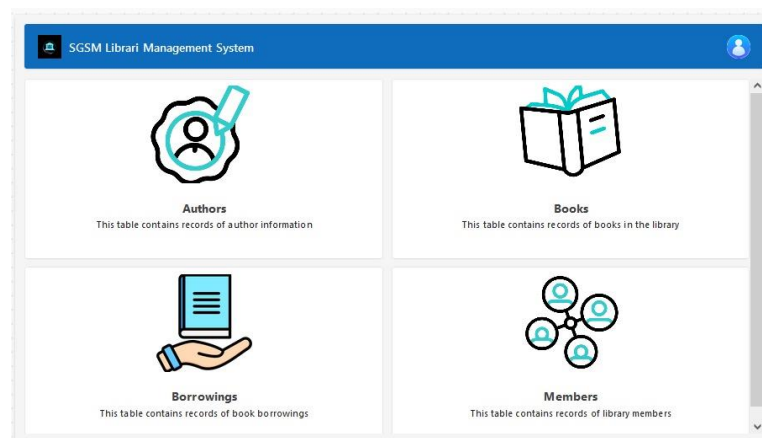 SGSM Librari Management System
Authors
This table contains records of author information
Books
This table contains records of books in the library
Borrowings
This table contains records of book borrowings
Members
This table contains records of library members